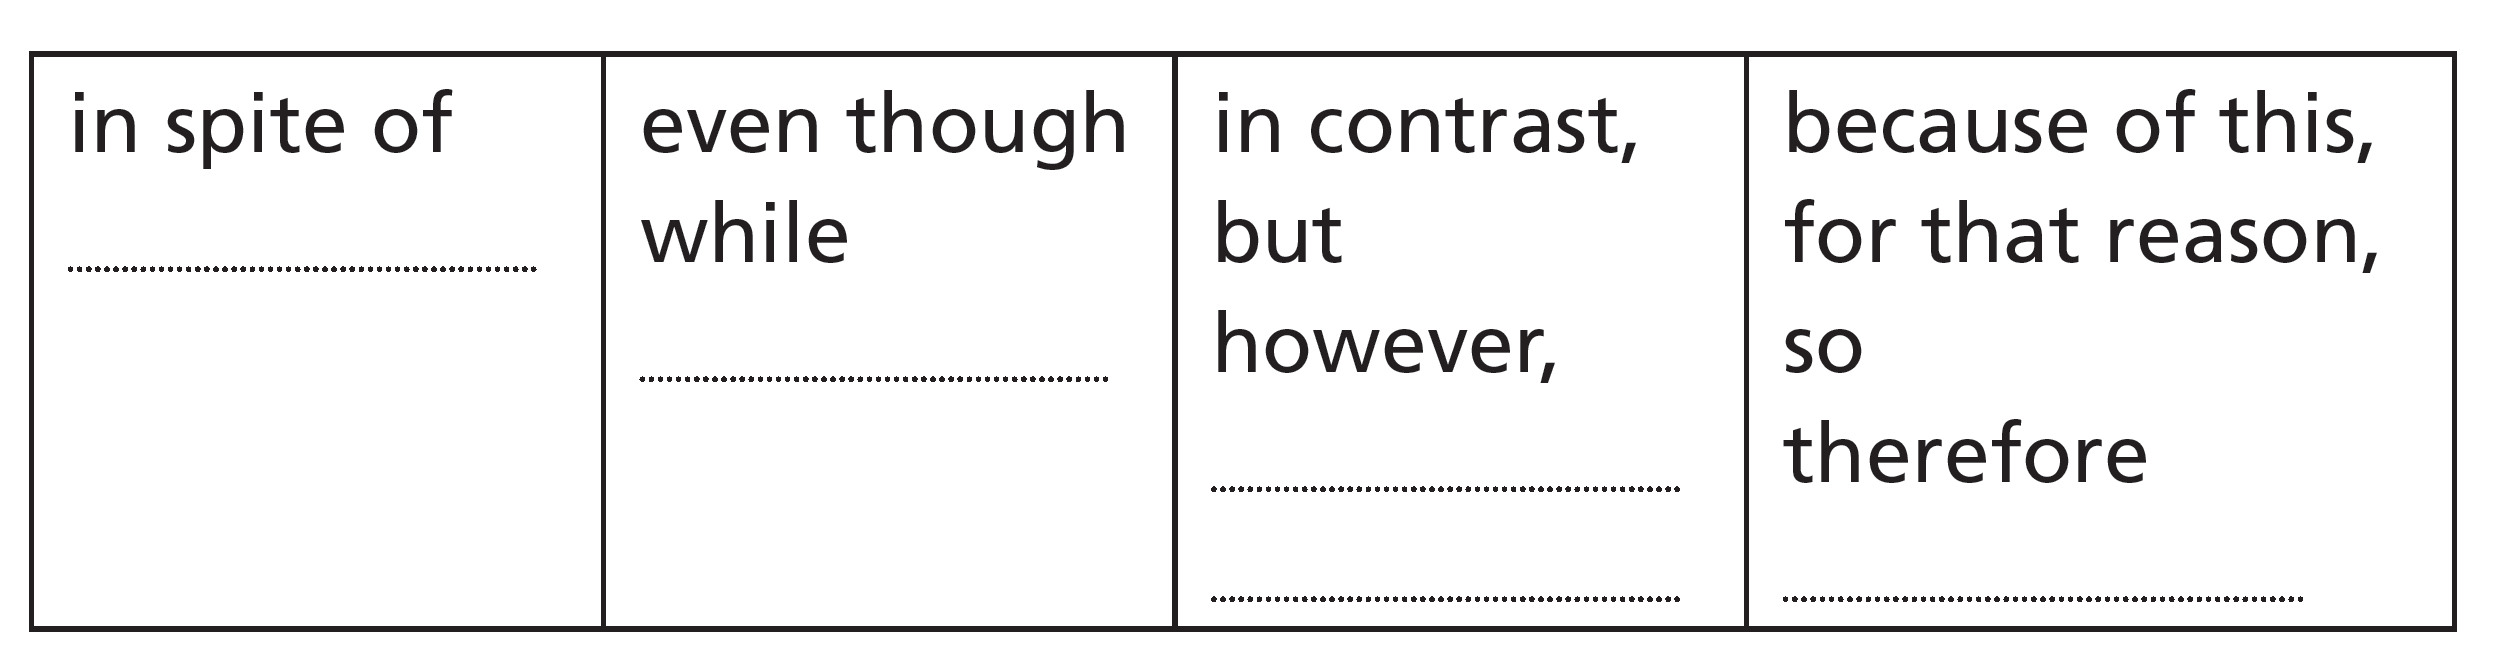 in spite of
even though
while
in contrast,
but
however,
because of this,
for that reason,
so
therefore